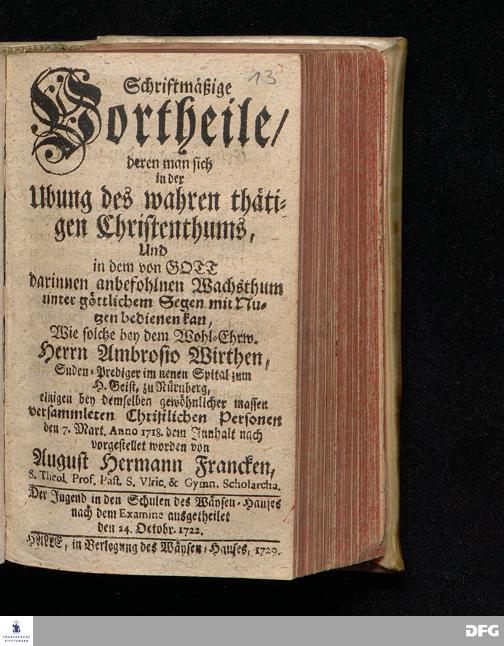 13
Schriftmäßige
Vortheile/
deren man sich
in der
Ubung des wahren thäti-
gen Christenthums,
Und
in dem von GOTT
darinnen anbefohlnen Wachsthum
unter göttlichem Segen mit Nu-
tzen bedienen kan,
Wie solche bey dem Wohl-Ehrw.
Herrn Ambrosio Wirthen,
Suden-Prediger im neuen Spital zum
H. Geist, zu Nürnberg,
einigen bey demselben gewöhnlicher massen
versammleten Christlichen Personen
den 7. Mart. Anno 1718. dem Innhalt nach
vorgestellet worden von
August Hermann Francken,
S. Theol. Prof. Past. S. Vlric. & Gymn. Scholarcha.
Der Jugend in den Schulen des Wäysen-Hauses
nach dem Examine ausgetheilet
den 24. Octobr. 1722.
HALLE, in Verlegung des Wäysen-Hauses, 1729.
FRANCKESCHE
STIFTUNGEN
DFG